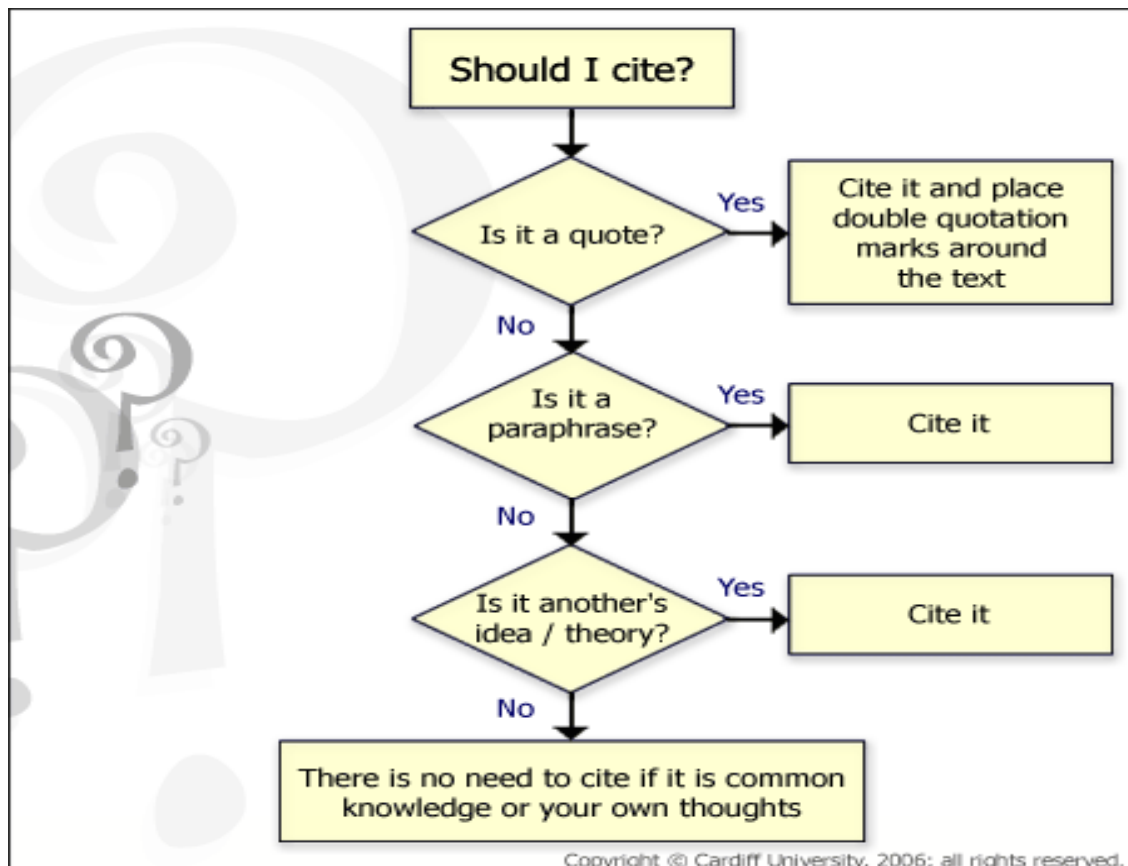 Should I cite?
Is it a quote?
Yes
Cite it and place
double quotation
marks around
the text
No
Is it a
paraphrase?
Yes
Cite it
No
Is it another's
idea / theory?
Yes
Cite it
No
There is no need to cite if it is common
knowledge or your own thoughts
Copyright © Cardiff University, 2006; all rights reserved.